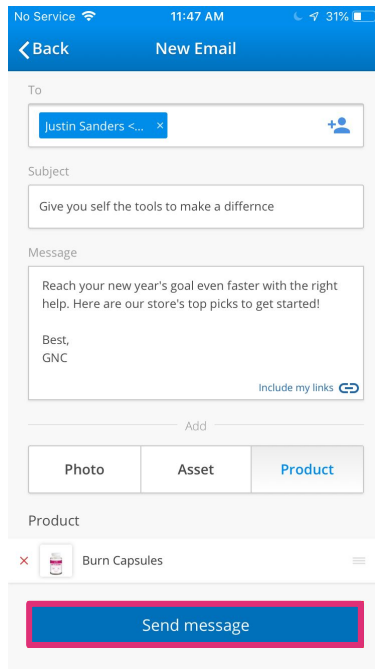 No Service 11:47 AM 31%
Back New Email
To
Justin Sanders <... ×
Subject
Give you self the tools to make a differnce
Message
Reach your new year's goal even faster with the right
help. Here are our store's top picks to get started!
Best,
GNC
Include my links
Add
Photo Asset Product
Product
× Burn Capsules
Send message